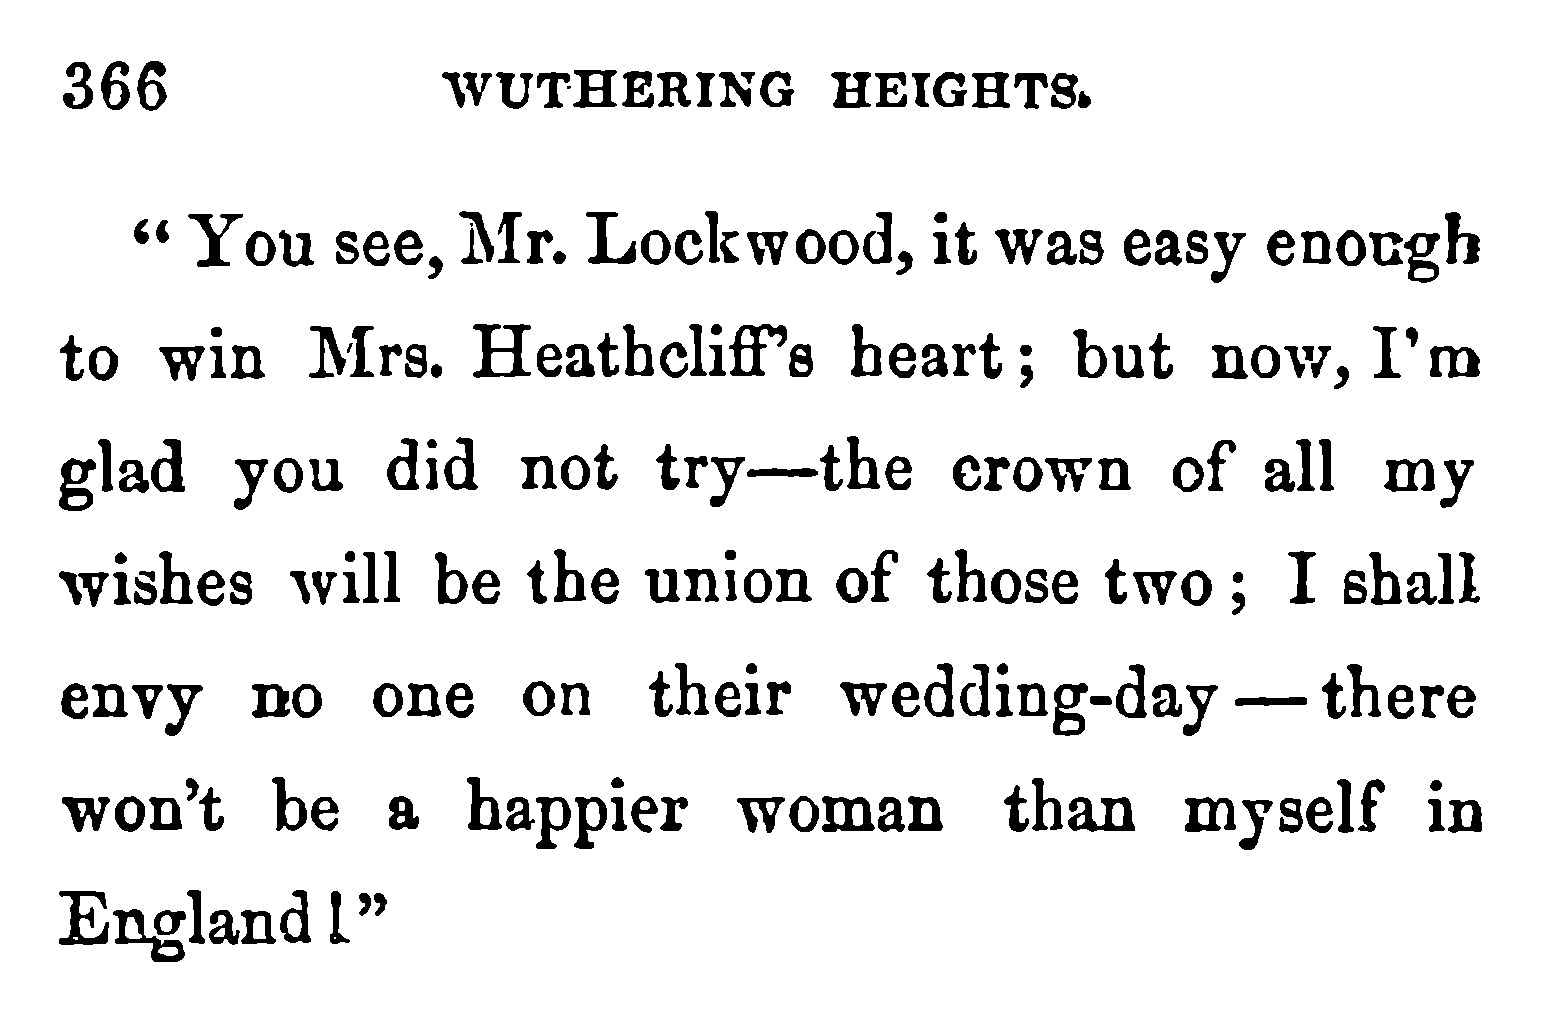 366 WUTHERING HEIGHTS.
“ You see, Mr. Lockwood, it was easy enough
to win Mrs. Heathcliff’s heart ; but now, I’m
glad you did not try—the crown of all my
wishes will be the union of those two ; I shall
envy no one on their wedding-day — there
won’t be a happier woman than myself in
England !”